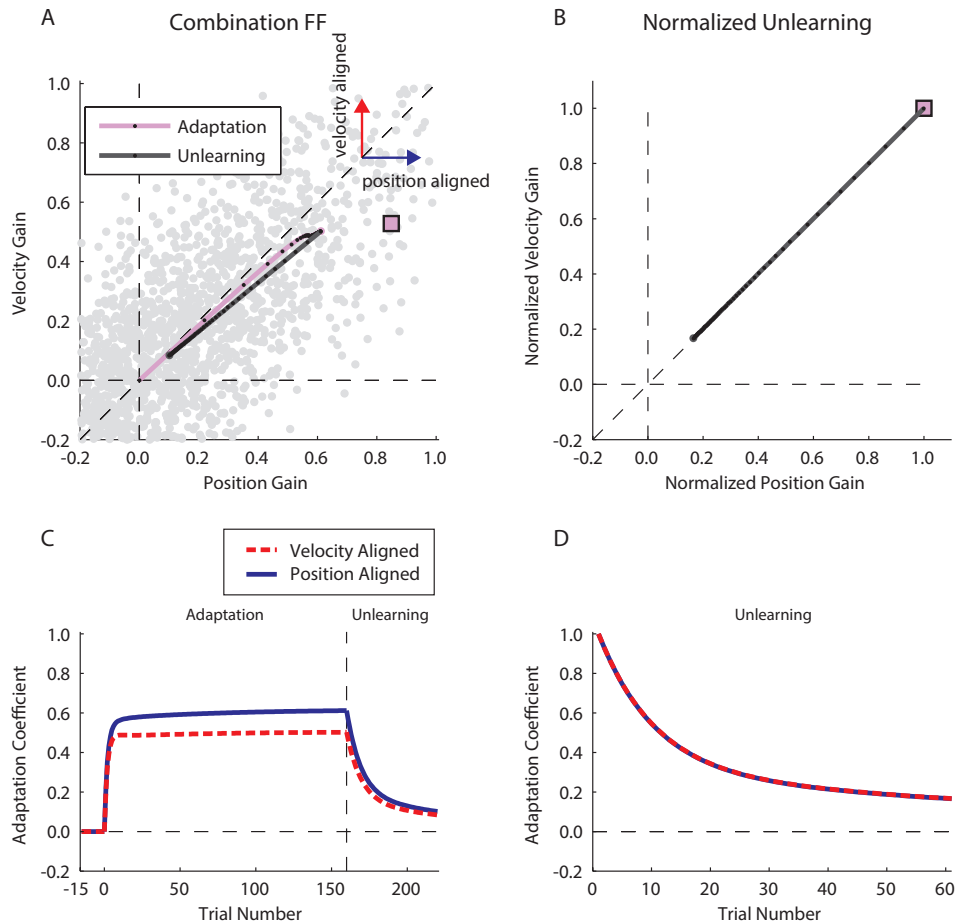 A
Combination FF
1.0
0.8
0.6
0.4
0.2
0.0
-0.2
Velocity Gain
Adaptation
Unlearning
velocity aligned
position aligned
-0.2
0.0
0.2
0.4
0.6
0.8
1.0
Position Gain
B
Normalized Unlearning
1.0
0.8
0.6
0.4
0.2
0.0
-0.2
Normalized Velocity Gain
-0.2
0.0
0.2
0.4
0.6
0.8
1.0
Normalized Position Gain
C
Velocity Aligned
Position Aligned
Adaptation
Unlearning
1.0
0.8
0.6
0.4
0.2
0.0
-0.2
Adaptation Coefficient
-15
0
50
100
150
200
Trial Number
D
Unlearning
1.0
0.8
0.6
0.4
0.2
0.0
-0.2
Adaptation Coefficient
0
10
20
30
40
50
60
Trial Number